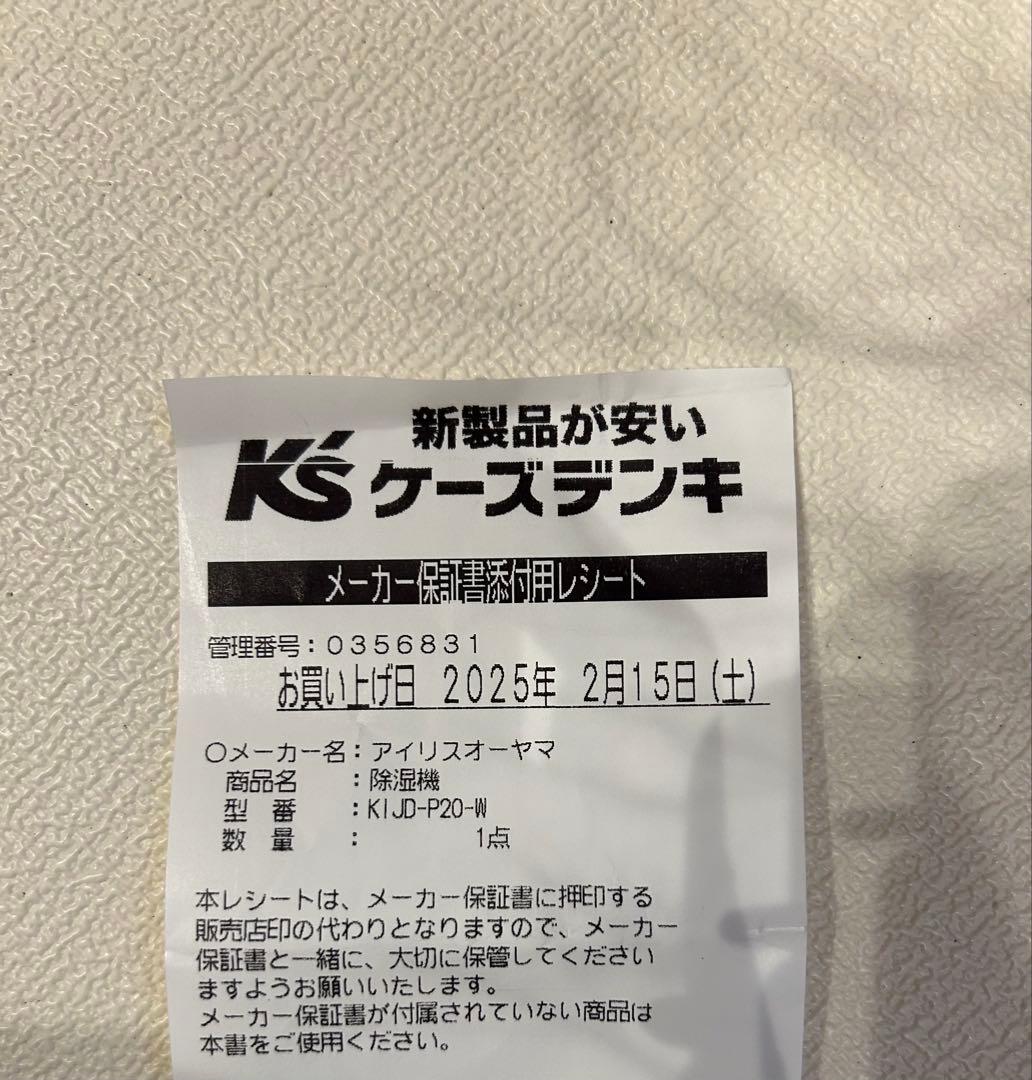 新製品が安い
K's ケーズデンキ
メーカー保証書添付用レシート
管理番号：0356831
お買い上げ日 2025年 2月15日(土)
○メーカー名：アイリスオーヤマ
商品名 ：除湿機
型 番 ：KIJD-P20-W
数 量 ： 1点
本レシートは、メーカー保証書に押印する
販売店印の代わりとなりますので、メーカー
保証書と一緒に、大切に保管してください
ますようお願いいたします。
メーカー保証書が付属されていない商品は
本書をご使用ください。